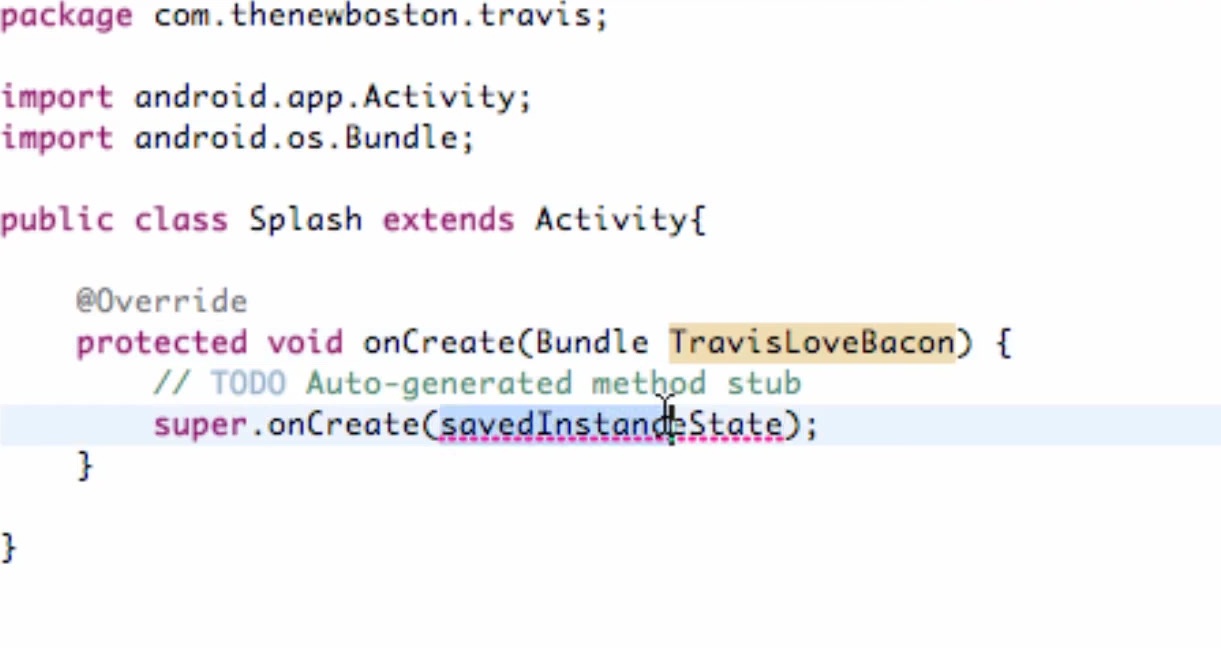 package com.thenewboston.travis;
import android.app.Activity;
import android.os.Bundle;
public class Splash extends Activity{
@Override
protected void onCreate(Bundle TravisLoveBacon) {
// TODO Auto-generated method stub
super.onCreate(savedInstanceState);
}
}